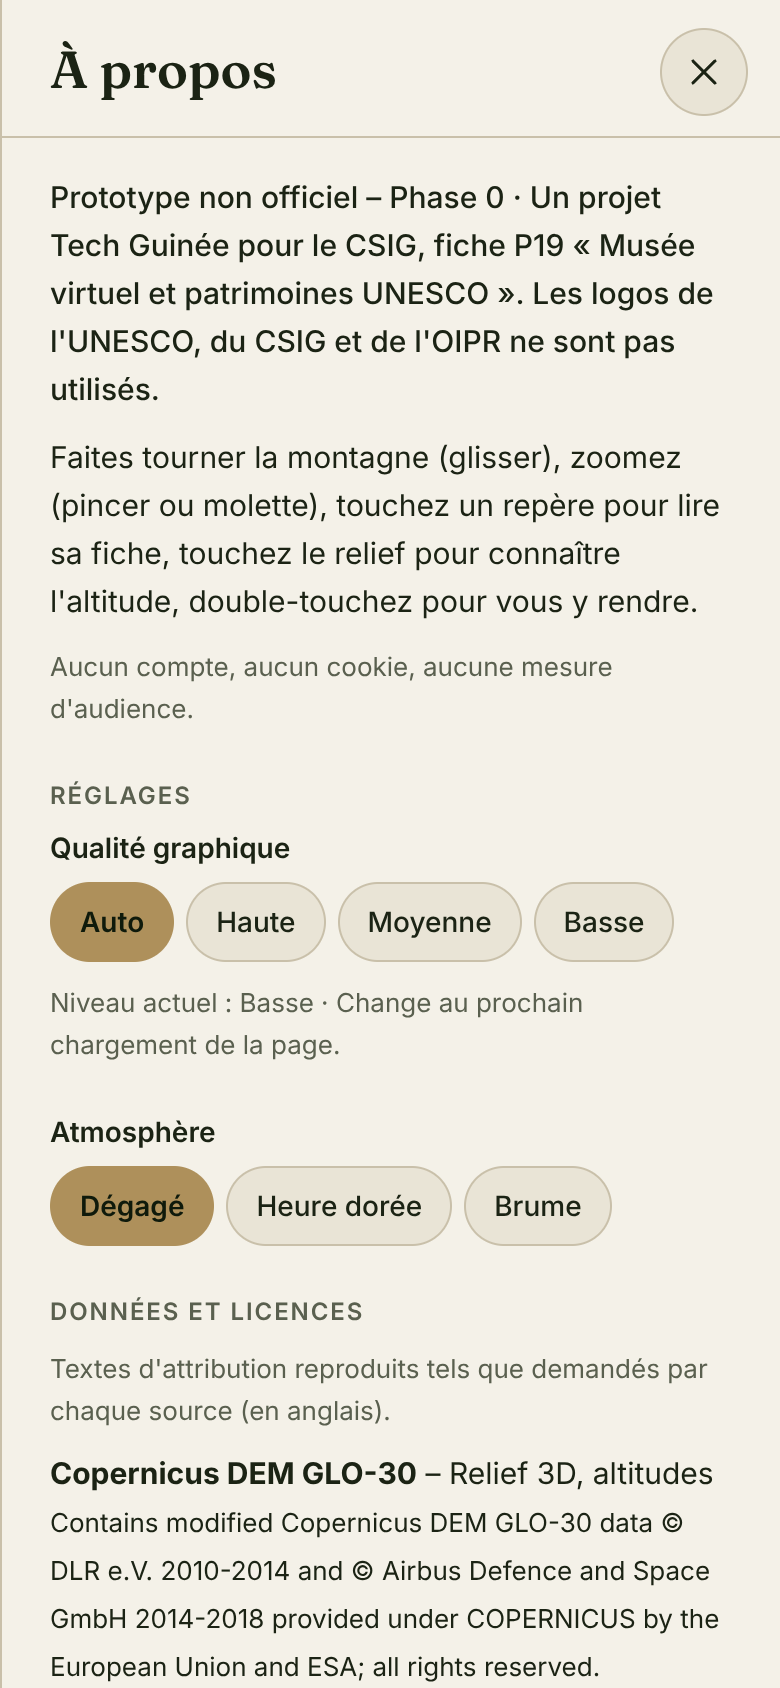 À propos
Prototype non officiel – Phase 0 · Un projet
Tech Guinée pour le CSIG, fiche P19 « Musée
virtuel et patrimoines UNESCO ». Les logos de
l'UNESCO, du CSIG et de l'OIPR ne sont pas
utilisés.
Faites tourner la montagne (glisser), zoomez
(pincer ou molette), touchez un repère pour lire
sa fiche, touchez le relief pour connaître
l'altitude, double-touchez pour vous y rendre.
Aucun compte, aucun cookie, aucune mesure
d'audience.
RÉGLAGES
Qualité graphique
Auto Haute Moyenne Basse
Niveau actuel : Basse · Change au prochain
chargement de la page.
Atmosphère
Dégagé Heure dorée Brume
DONNÉES ET LICENCES
Textes d'attribution reproduits tels que demandés par
chaque source (en anglais).
Copernicus DEM GLO-30 – Relief 3D, altitudes
Contains modified Copernicus DEM GLO-30 data ©
DLR e.V. 2010-2014 and © Airbus Defence and Space
GmbH 2014-2018 provided under COPERNICUS by the
European Union and ESA; all rights reserved.